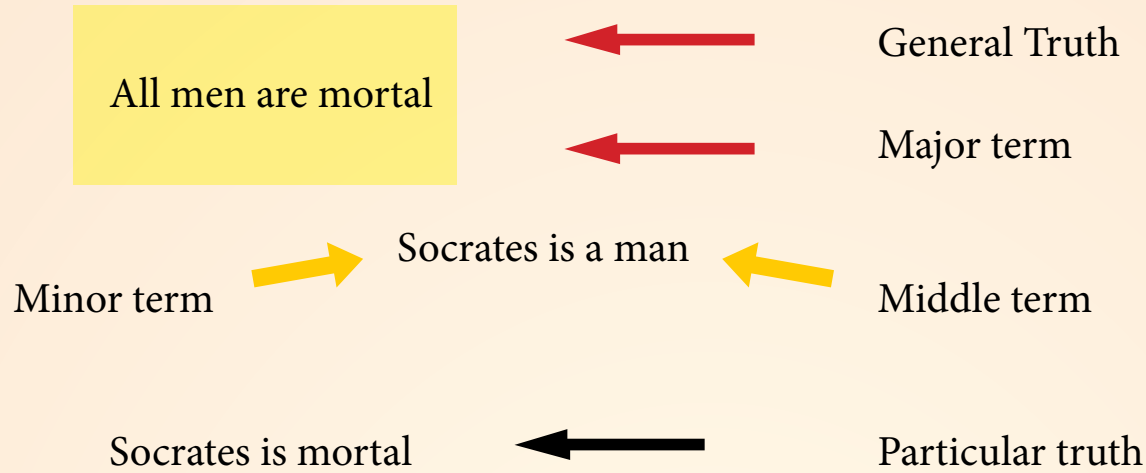 General Truth
All men are mortal
Major term
Socrates is a man
Minor term
Middle term
Socrates is mortal
Particular truth